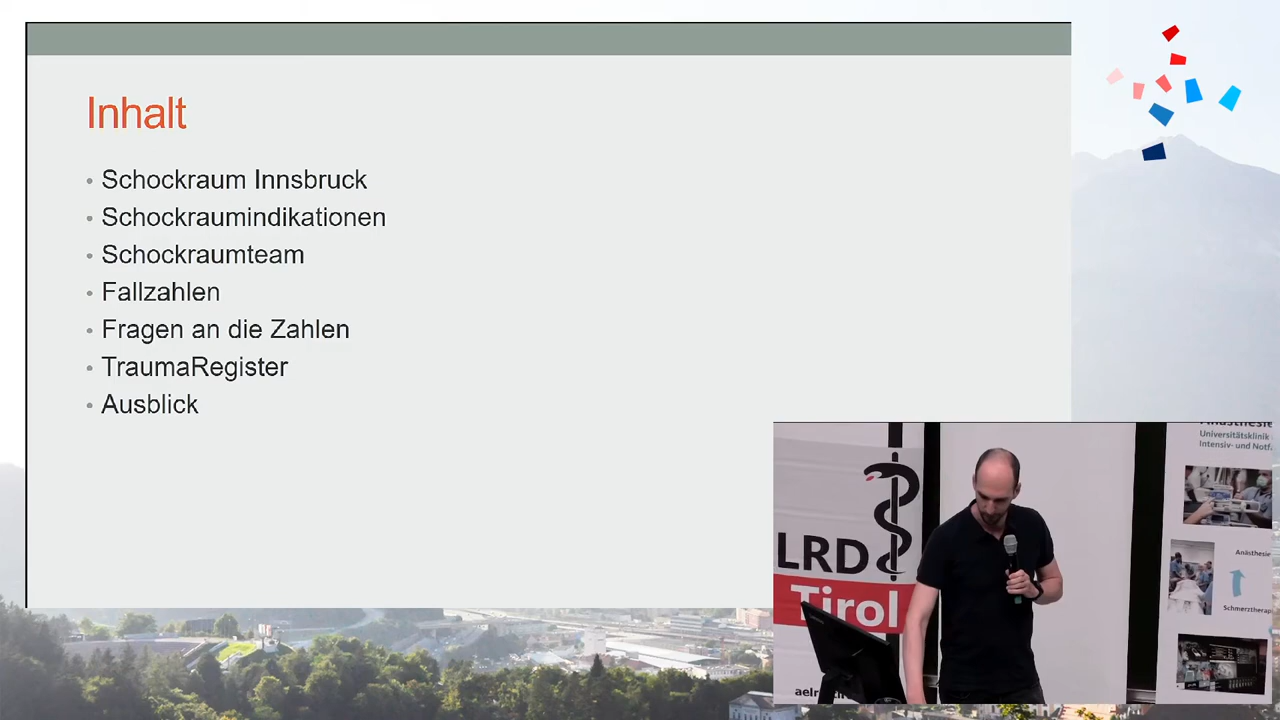 Inhalt
• Schockraum Innsbruck
• Schockraumindikationen
• Schockraumteam
• Fallzahlen
• Fragen an die Zahlen
• TraumaRegister
• Ausblick
LRD
Tirol
Anästhesie
Universitätsklinik
Intensiv- und Notf
Anästhesie
Schmerztherap